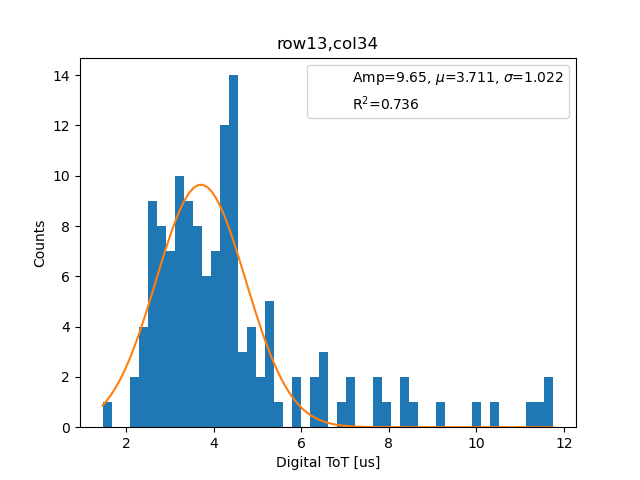 row13,col34
Amp=9.65, μ=3.711, σ=1.022
R²=0.736
14
12
10
8
6
4
2
0
Counts
2 4 6 8 10 12
Digital ToT [us]